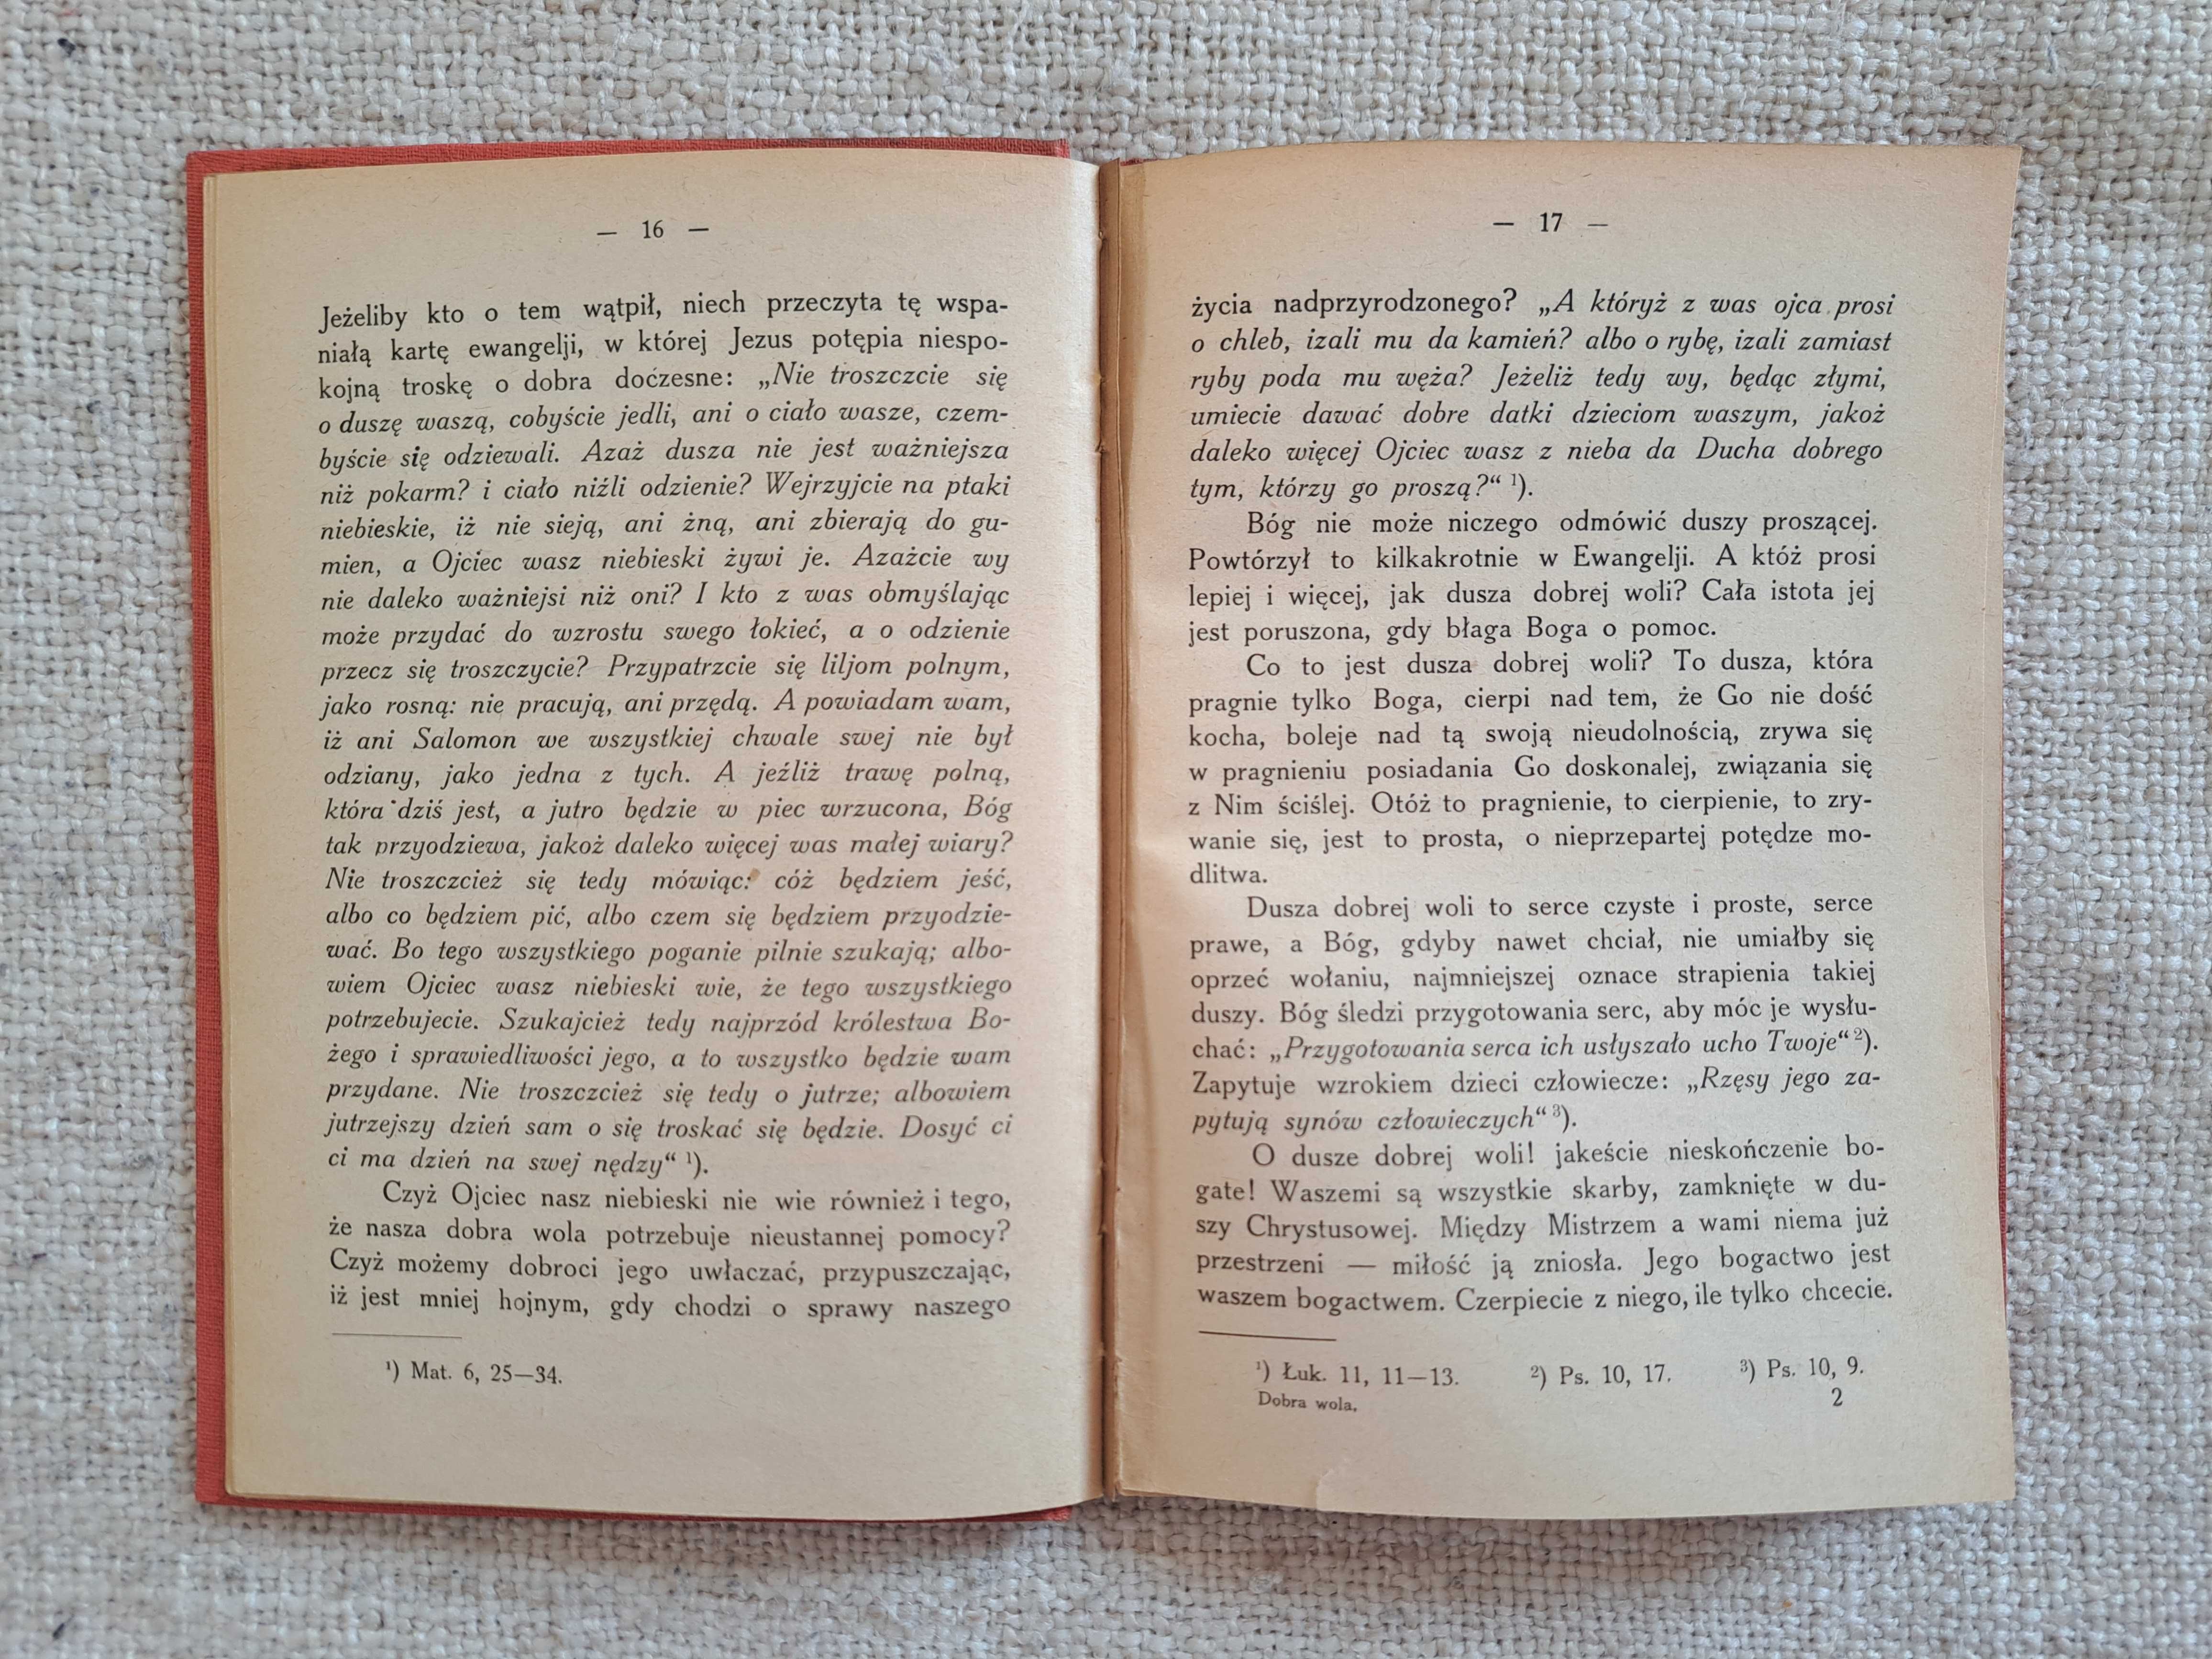 — 16 —
Jeżeliby kto o tem wątpił, niech przeczyta tę wspa-
niałą kartę ewangelji, w której Jezus potępia niespo-
kojną troskę o dobra doczesne: „Nie troszczcie się
o duszę waszą, cobyście jedli, ani o ciało wasze, czem-
byście się odziewali. Azaż dusza nie jest ważniejsza
niż pokarm? i ciało niźli odzienie? Wejrzyjcie na ptaki
niebieskie, iż nie sieją, ani żną, ani zbierają do gu-
mien, a Ojciec wasz niebieski żywi je. Azażcie wy
nie daleko ważniejsi niż oni? I kto z was obmyślając
może przydać do wzrostu swego łokieć, a o odzienie
przecz się troszczycie? Przypatrzcie się liljom polnym,
jako rosną: nie pracują, ani przędą. A powiadam wam,
iż ani Salomon we wszystkiej chwale swej nie był
odziany, jako jedna z tych. A jeźliż trawę polną,
która dziś jest, a jutro będzie w piec wrzucona, Bóg
tak przyodziewa, jakoż daleko więcej was małej wiary?
Nie troszczcież się tedy mówiąc: cóż będziem jeść,
albo co będziem pić, albo czem się będziem przyodzie-
wać. Bo tego wszystkiego poganie pilnie szukają; albo-
wiem Ojciec wasz niebieski wie, że tego wszystkiego
potrzebujecie. Szukajcież tedy najprzód królestwa Bo-
żego i sprawiedliwości jego, a to wszystko będzie wam
przydane. Nie troszczcież się tedy o jutrze; albowiem
jutrzejszy dzień sam o się troskać się będzie. Dosyć ci
ci ma dzień na swej nędzy“ ¹).
Czyż Ojciec nasz niebieski nie wie również i tego,
że nasza dobra wola potrzebuje nieustannej pomocy?
Czyż możemy dobroci jego uwłaczać, przypuszczając,
iż jest mniej hojnym, gdy chodzi o sprawy naszego
¹) Mat. 6, 25—34.
— 17 —
życia nadprzyrodzonego? „A któryż z was ojca prosi
o chleb, izali mu da kamień? albo o rybę, izali zamiast
ryby poda mu węża? Jeżeliż tedy wy, będąc złymi,
umiecie dawać dobre datki dzieciom waszym, jakoż
daleko więcej Ojciec wasz z nieba da Ducha dobrego
tym, którzy go proszą?“ ¹).
Bóg nie może niczego odmówić duszy proszącej.
Powtórzył to kilkakrotnie w Ewangelji. A któż prosi
lepiej i więcej, jak dusza dobrej woli? Cała istota jej
jest poruszona, gdy błaga Boga o pomoc.
Co to jest dusza dobrej woli? To dusza, która
pragnie tylko Boga, cierpi nad tem, że Go nie dość
kocha, boleje nad tą swoją nieudolnością, zrywa się
w pragnieniu posiadania Go doskonalej, związania się
z Nim ściślej. Otóż to pragnienie, to cierpienie, to zry-
wanie się, jest to prosta, o nieprzepartej potędze mo-
dlitwa.
Dusza dobrej woli to serce czyste i proste, serce
prawe, a Bóg, gdyby nawet chciał, nie umiałby się
oprzeć wołaniu, najmniejszej oznace strapienia takiej
duszy. Bóg śledzi przygotowania serc, aby móc je wysłu-
chać: „Przygotowania serca ich usłyszało ucho Twoje“ ²).
Zapytuje wzrokiem dzieci człowiecze: „Rzęsy jego za-
pytują synów człowieczych“ ³).
O dusze dobrej woli! jakeście nieskończenie bo-
gate! Waszemi są wszystkie skarby, zamknięte w du-
szy Chrystusowej. Między Mistrzem a wami niema już
przestrzeni — miłość ją zniosła. Jego bogactwo jest
waszem bogactwem. Czerpiecie z niego, ile tylko chcecie.
¹) Łuk. 11, 11—13. ²) Ps. 10, 17. ³) Ps. 10, 9.
Dobra wola. 2